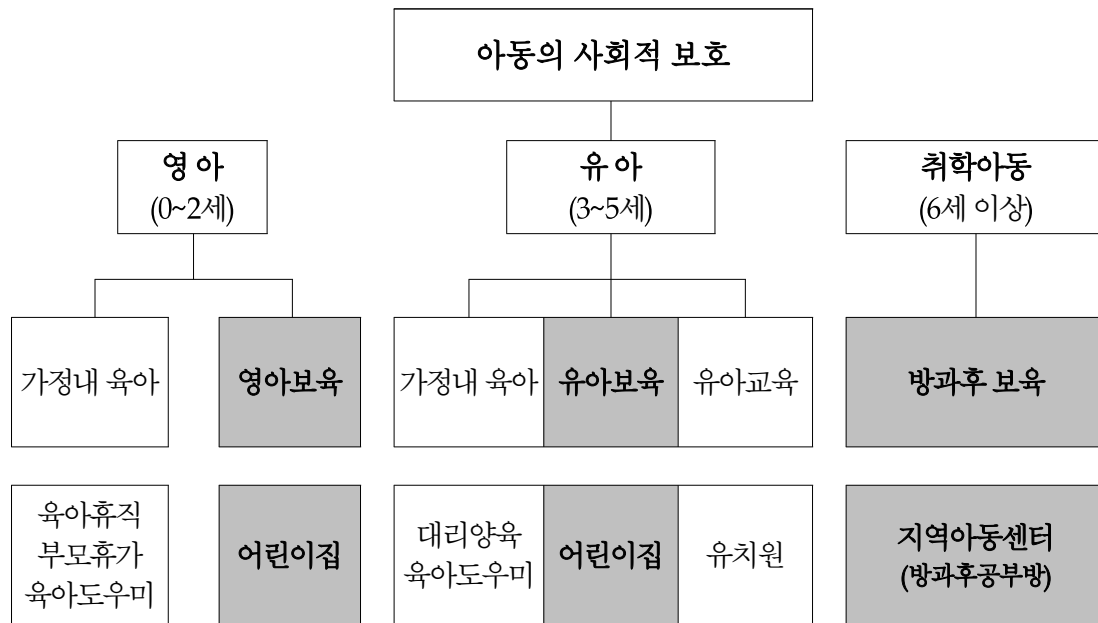 아동의 사회적 보호
영 아
(0~2세)
유 아
(3~5세)
취학아동
(6세 이상)
가정내 육아
영아보육
가정내 육아
유아보육
유아교육
방과후 보육
육아휴직
부모휴가
육아도우미
어린이집
대리양육
육아도우미
어린이집
유치원
지역아동센터
(방과후공부방)